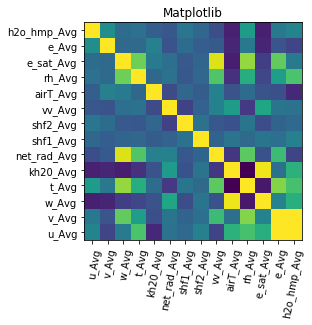 Matplotlib
h2o_hmp_Avg
e_Avg
e_sat_Avg
rh_Avg
airT_Avg
vv_Avg
shf2_Avg
shf1_Avg
net_rad_Avg
kh20_Avg
t_Avg
w_Avg
v_Avg
u_Avg
u_Avg
v_Avg
w_Avg
t_Avg
kh20_Avg
net_rad_Avg
shf1_Avg
shf2_Avg
vv_Avg
airT_Avg
rh_Avg
e_sat_Avg
e_Avg
h2o_hmp_Avg